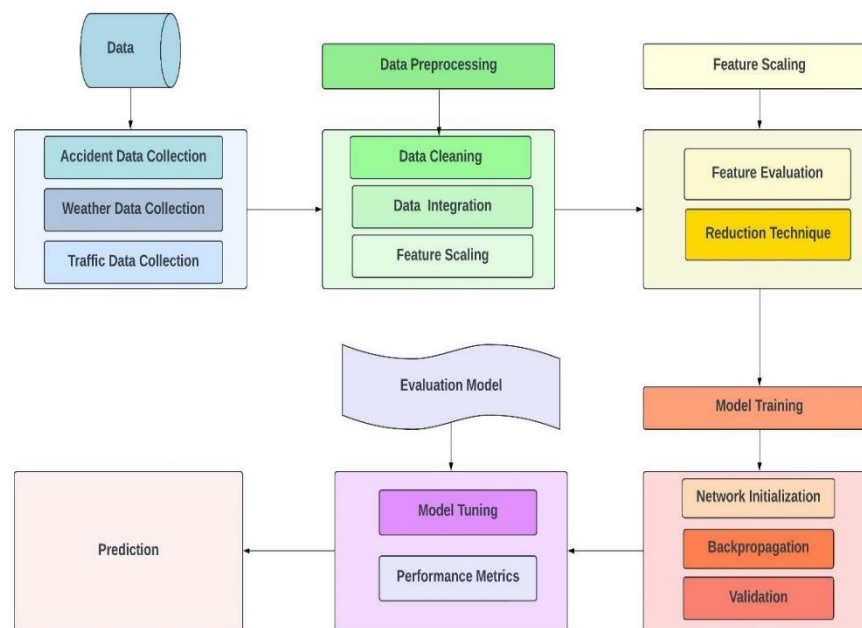 Data
Data Preprocessing
Feature Scaling
Accident Data Collection
Weather Data Collection
Traffic Data Collection
Data Cleaning
Data Integration
Feature Scaling
Feature Evaluation
Reduction Technique
Evaluation Model
Model Training
Prediction
Model Tuning
Performance Metrics
Network Initialization
Backpropagation
Validation